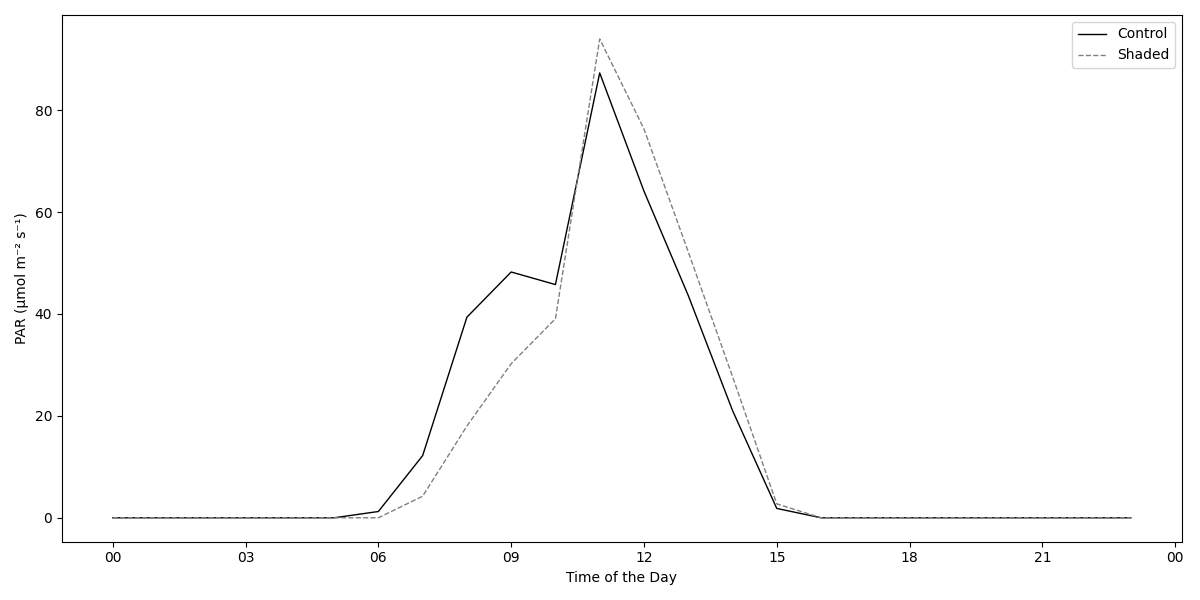 Control
Shaded
PAR (μmol m⁻² s⁻¹)
80
60
40
20
0
00 03 06 09 12 15 18 21 00
Time of the Day